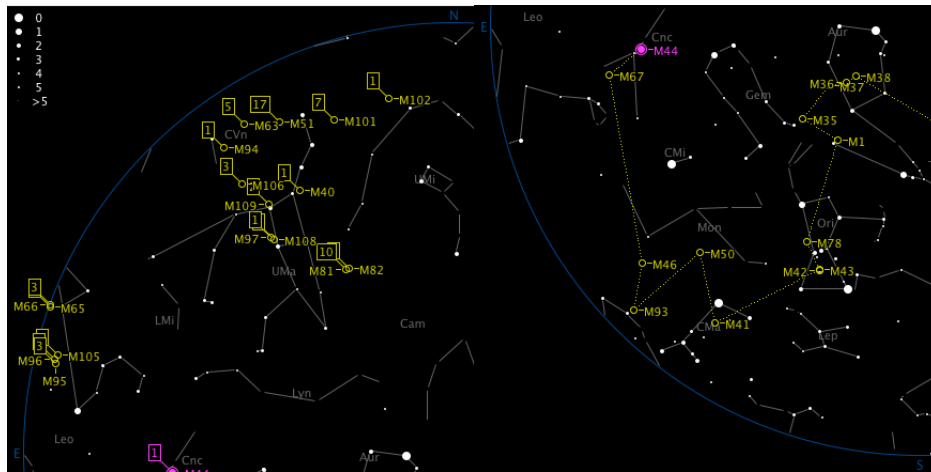 0
1
2
3
4
5
>5
N
1
M102
5
M63
17
M51
7
M101
CVn
1
M94
3
M106
1
M40
UMi
M109
1
M97
M108
10
M81
M82
UMa
3
M66
M65
LMi
Cam
3
M96
M105
M95
Lyn
Leo
E
1
Cnc
M44
Aur
Leo
E
Cnc
M44
M67
Aur
M36
M37
M38
Gem
M35
M1
CMi
Mon
Ori
M78
M50
M46
M42
M43
M93
M41
CMa
Lep
S